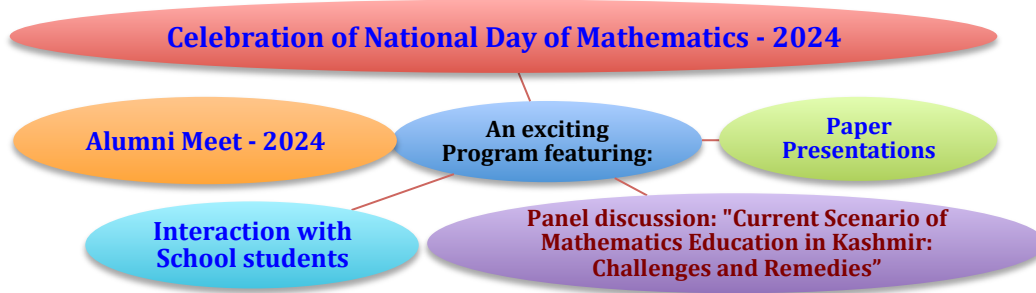 Celebration of National Day of Mathematics - 2024
Alumni Meet - 2024
An exciting
Program featuring:
Paper
Presentations
Interaction with
School students
Panel discussion: "Current Scenario of
Mathematics Education in Kashmir:
Challenges and Remedies”